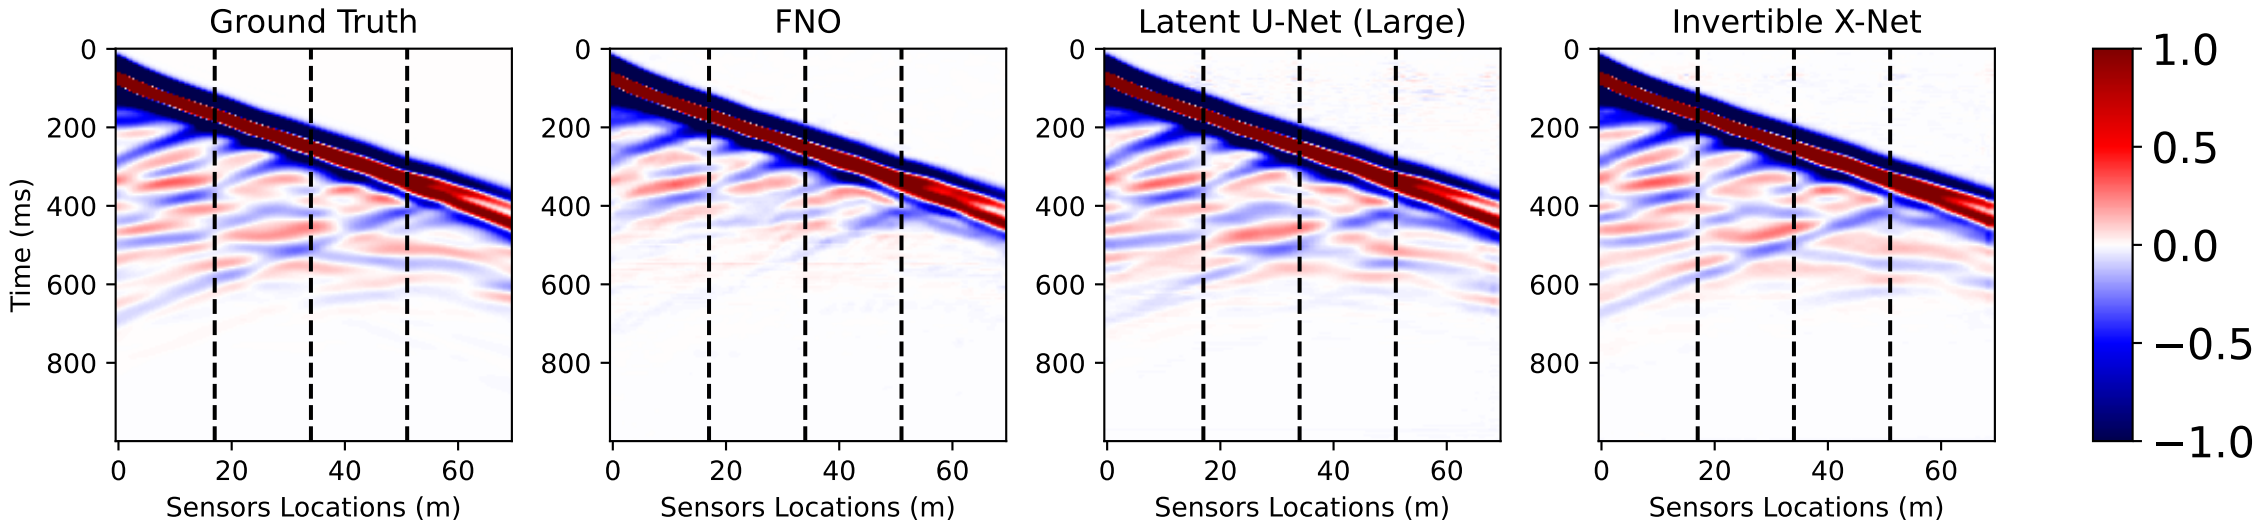 Ground Truth
FNO
Latent U-Net (Large)
Invertible X-Net
0
200
400
600
800
Time (ms)
0 20 40 60
Sensors Locations (m)
0
200
400
600
800
0 20 40 60
Sensors Locations (m)
0
200
400
600
800
0 20 40 60
Sensors Locations (m)
0
200
400
600
800
0 20 40 60
Sensors Locations (m)
1.0
0.5
0.0
−0.5
−1.0